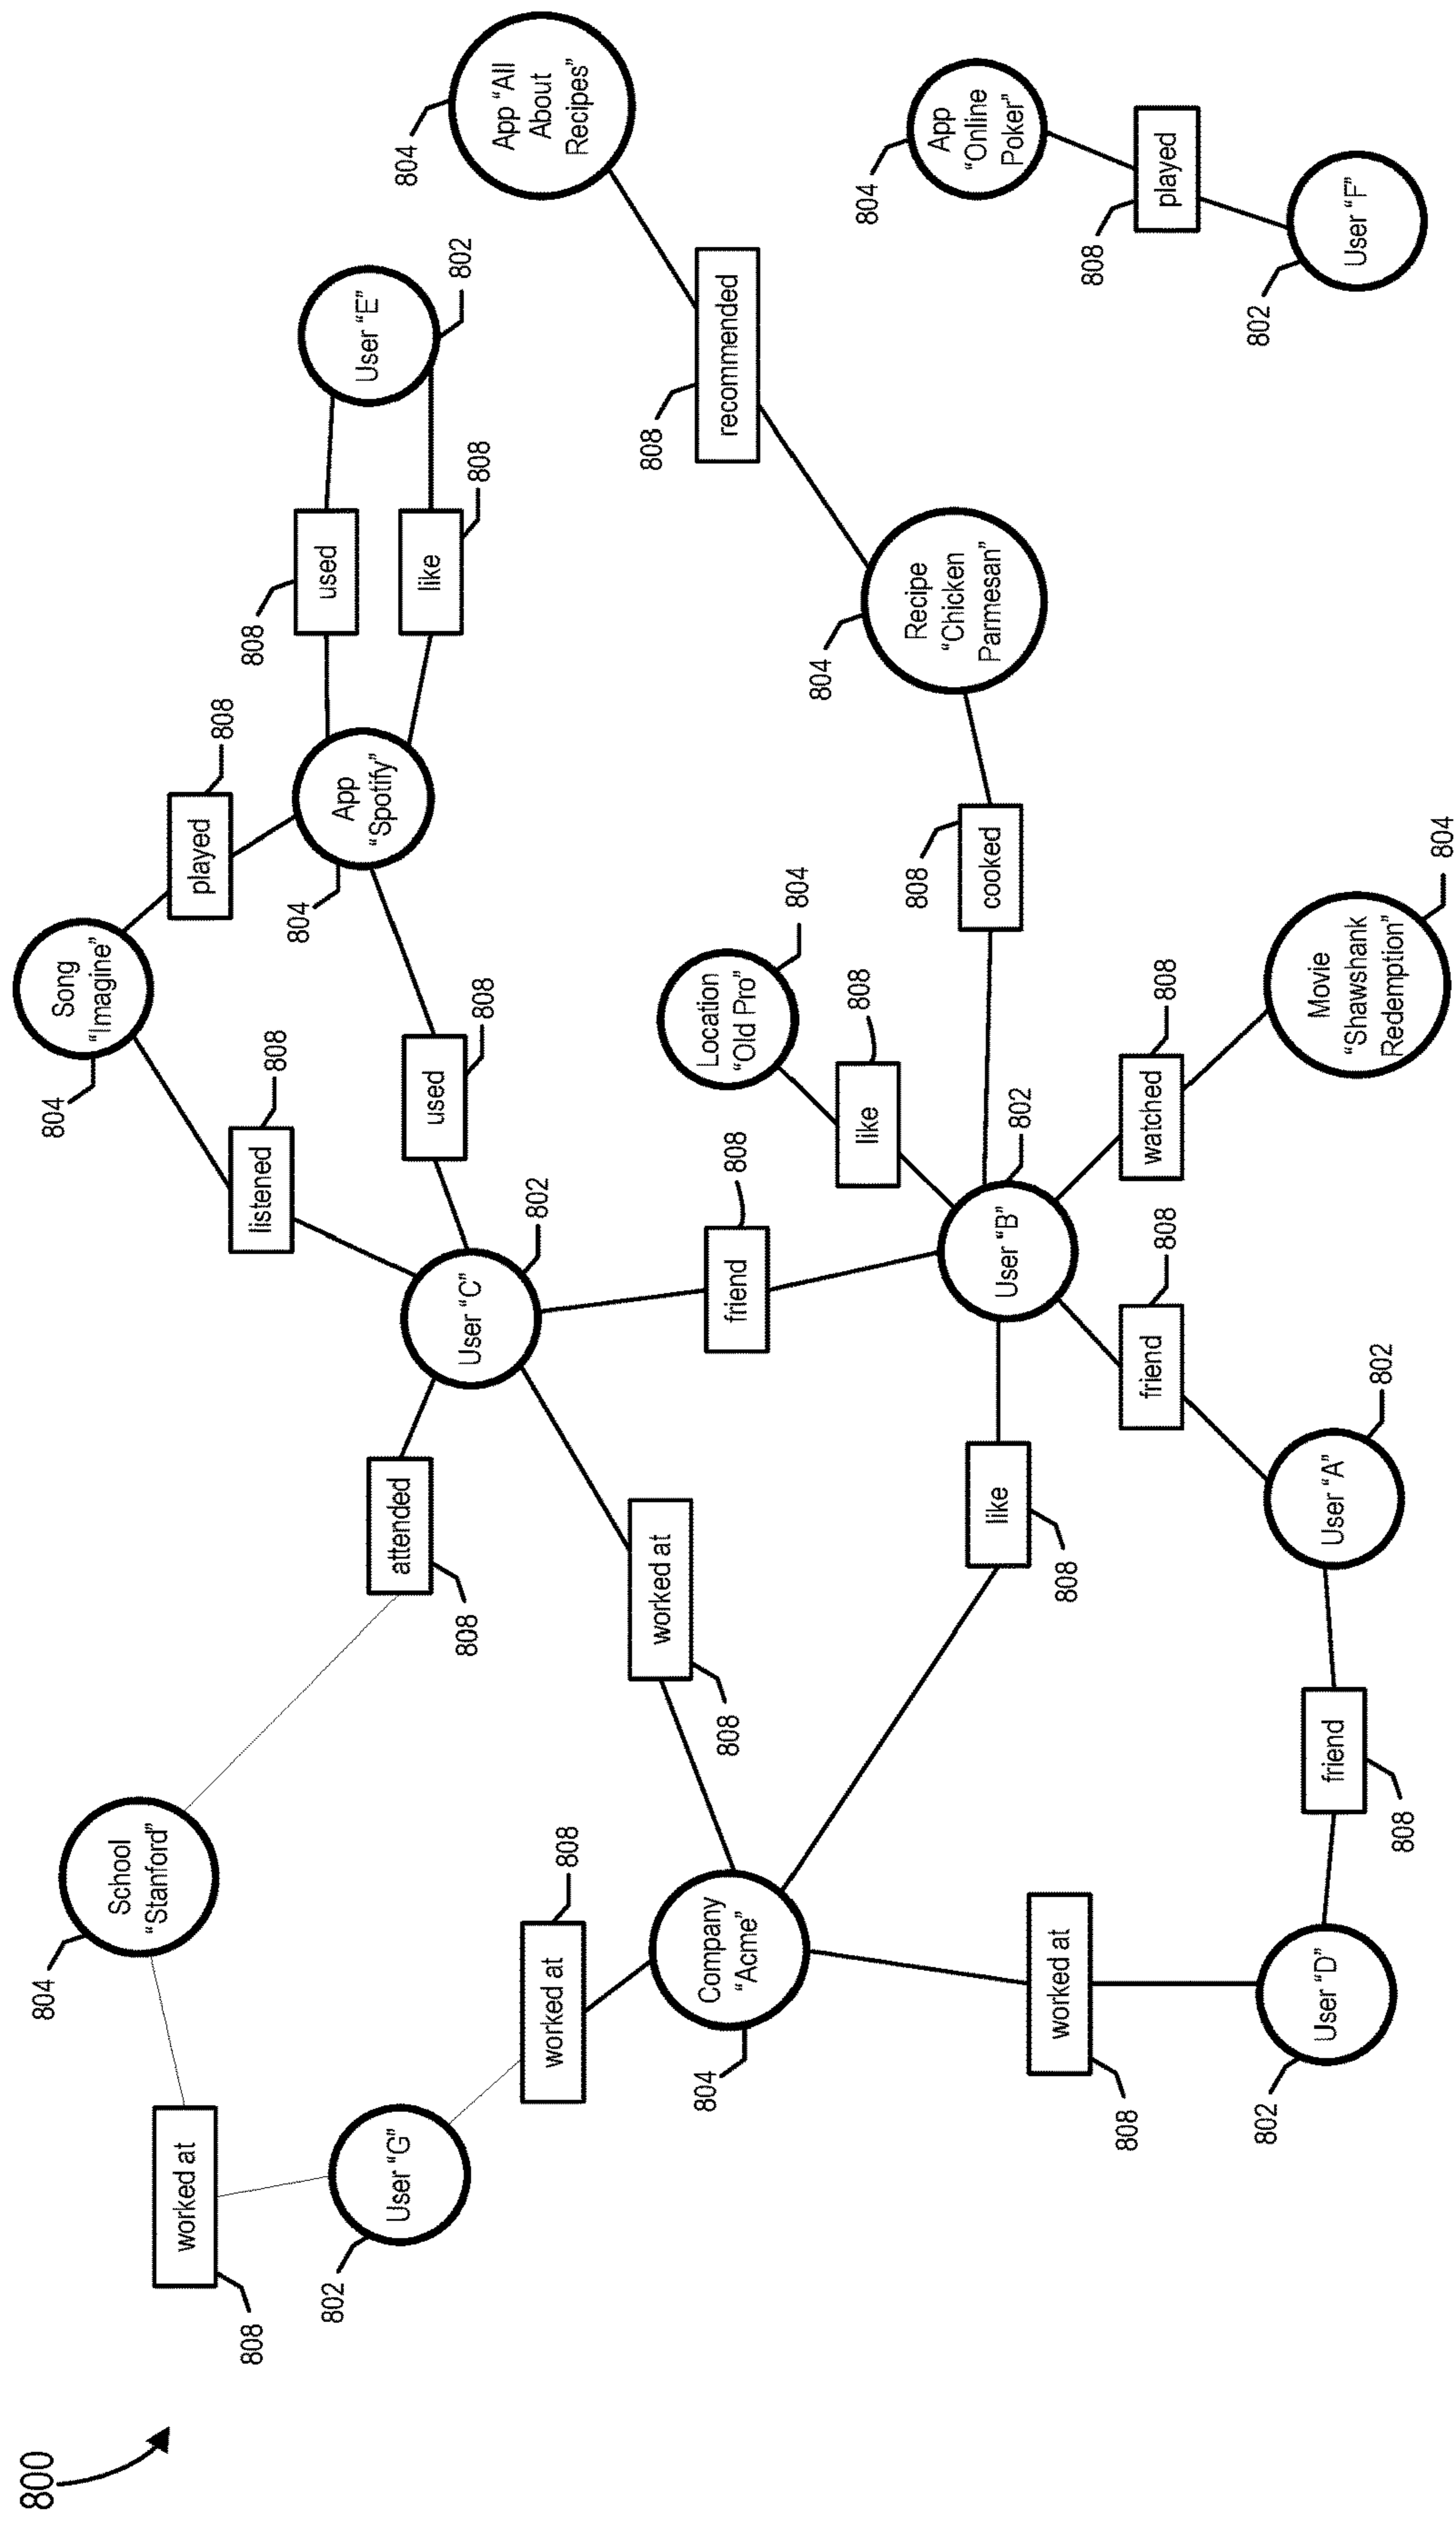 800
804
School
“Stanford”
804
Song
“Imagine”
808
worked at
played
808
listened
808
808
used
802
User “G”
804
App
“Spotify”
User “E”
802
attended
808
used
808
like
808
804
App “All
About
Recipes”
User “C”
802
worked at
808
worked at
808
808
recommended
804
Company
“Acme”
friend
808
Location
“Old Pro”
804
like
808
804
Recipe
“Chicken
Parmesan”
804
App
“Online
Poker”
like
808
User “B”
802
808
cooked
worked at
808
friend
808
watched
808
808
played
802
User “D”
friend
808
User “A”
802
Movie
“Shawshank
Redemption”
804
802
User “F”